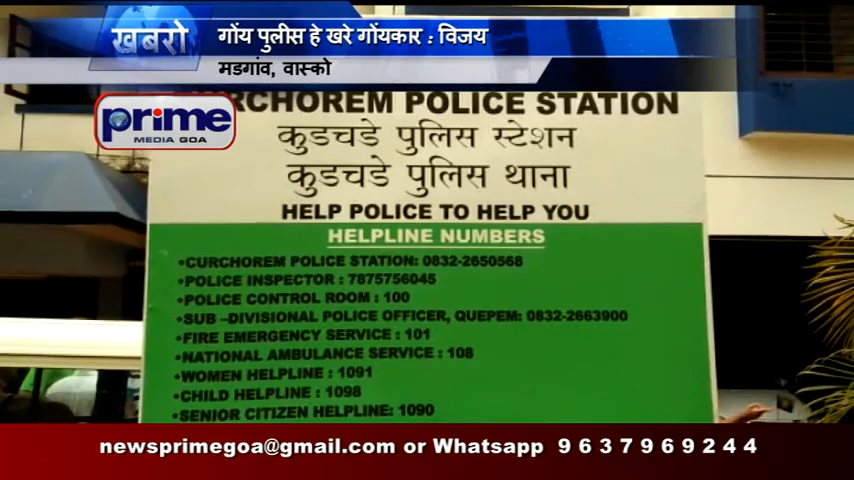 खबरो
गोंय पुलीस हे खरे गोंयकार : विजय
मडगांव, वास्को
prime
MEDIA GOA
CURCHOREM POLICE STATION
कुडचडे पुलिस स्टेशन
कुडचडे पुलिस थाना
HELP POLICE TO HELP YOU
HELPLINE NUMBERS
•CURCHOREM POLICE STATION: 0832-2650568
•POLICE INSPECTOR : 7875756045
•POLICE CONTROL ROOM : 100
•SUB –DIVISIONAL POLICE OFFICER, QUEPEM: 0832-2663900
•FIRE EMERGENCY SERVICE : 101
•NATIONAL AMBULANCE SERVICE : 108
•WOMEN HELPLINE : 1091
•CHILD HELPLINE : 1098
•SENIOR CITIZEN HELPLINE: 1090
newsprimegoa@gmail.com or Whatsapp 9637969244